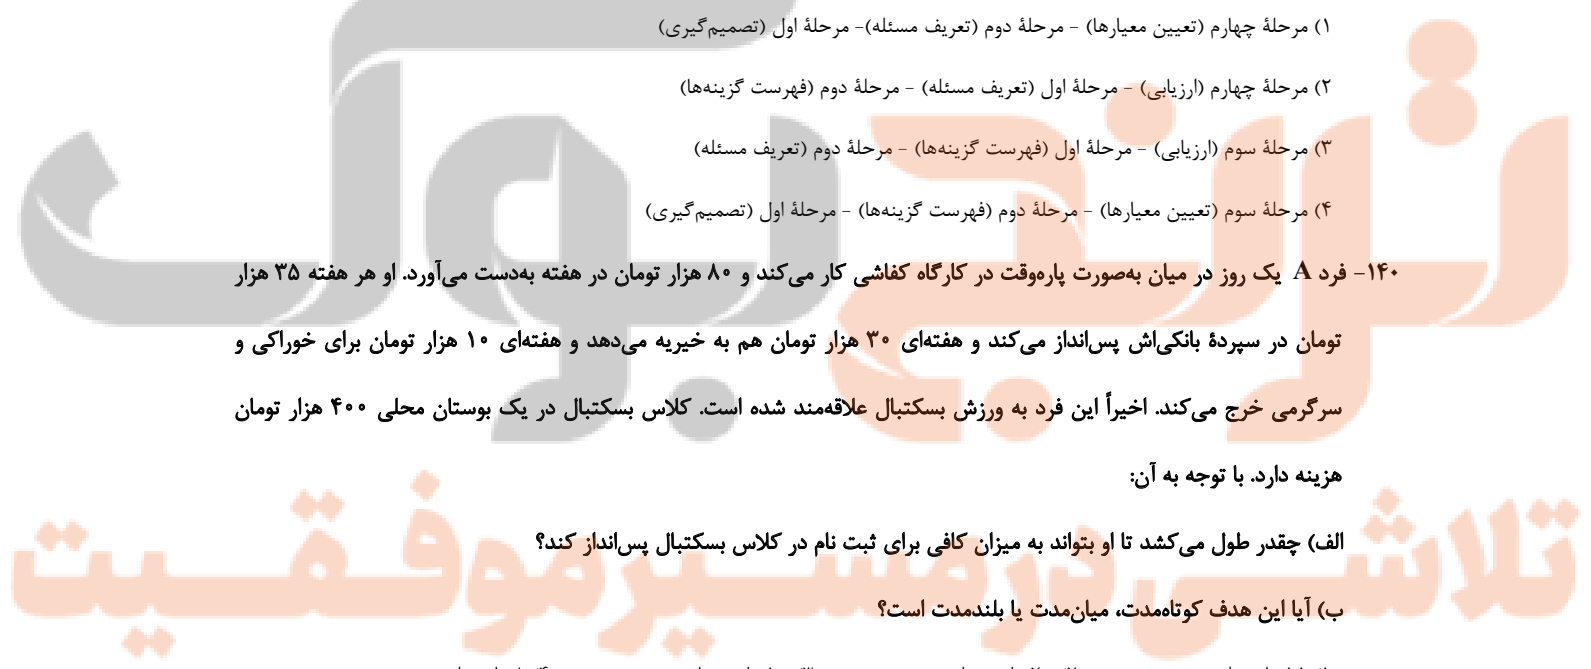 ۱) مرحلهٔ چهارم (تعیین معیارها) - مرحلهٔ دوم (تعریف مسئله)- مرحلهٔ اول (تصمیم‌گیری)
۲) مرحلهٔ چهارم (ارزیابی) - مرحلهٔ اول (تعریف مسئله) - مرحلهٔ دوم (فهرست گزینه‌ها)
۳) مرحلهٔ سوم (ارزیابی) - مرحلهٔ اول (فهرست گزینه‌ها) - مرحلهٔ دوم (تعریف مسئله)
۴) مرحلهٔ سوم (تعیین معیارها) - مرحلهٔ دوم (فهرست گزینه‌ها) - مرحلهٔ اول (تصمیم‌گیری)
۱۴۰- فرد A یک روز در میان به‌صورت پاره‌وقت در کارگاه کفاشی کار می‌کند و ۸۰ هزار تومان در هفته به‌دست می‌آورد. او هر هفته ۳۵ هزار
تومان در سپردهٔ بانکی‌اش پس‌انداز می‌کند و هفته‌ای ۳۰ هزار تومان هم به خیریه می‌دهد و هفته‌ای ۱۰ هزار تومان برای خوراکی و
سرگرمی خرج می‌کند. اخیراً این فرد به ورزش بسکتبال علاقه‌مند شده است. کلاس بسکتبال در یک بوستان محلی ۴۰۰ هزار تومان
هزینه دارد. با توجه به آن:
الف) چقدر طول می‌کشد تا او بتواند به میزان کافی برای ثبت نام در کلاس بسکتبال پس‌انداز کند؟
ب) آیا این هدف کوتاه‌مدت، میان‌مدت یا بلندمدت است؟
ترنج بوک
تلاشی در مسیر موفقیت